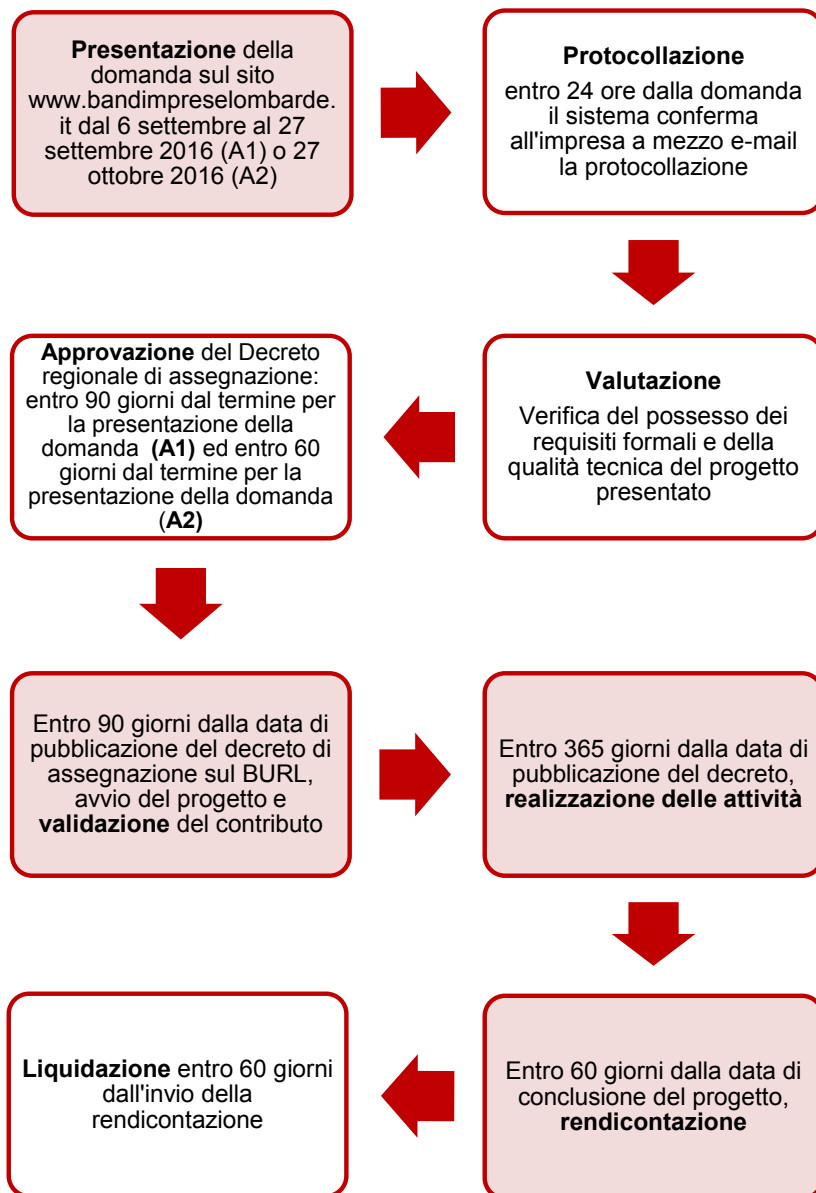 Presentazione della
domanda sul sito
www.bandimpreselombarde.
it dal 6 settembre al 27
settembre 2016 (A1) o 27
ottobre 2016 (A2)
Protocollazione
entro 24 ore dalla domanda
il sistema conferma
all'impresa a mezzo e-mail
la protocollazione
Valutazione
Verifica del possesso dei
requisiti formali e della
qualità tecnica del progetto
presentato
Approvazione del Decreto
regionale di assegnazione:
entro 90 giorni dal termine per
la presentazione della
domanda (A1) ed entro 60
giorni dal termine per la
presentazione della domanda
(A2)
Entro 90 giorni dalla data di
pubblicazione del decreto di
assegnazione sul BURL,
avvio del progetto e
validazione del contributo
Entro 365 giorni dalla data di
pubblicazione del decreto,
realizzazione delle attività
Entro 60 giorni dalla data di
conclusione del progetto,
rendicontazione
Liquidazione entro 60 giorni
dall'invio della
rendicontazione